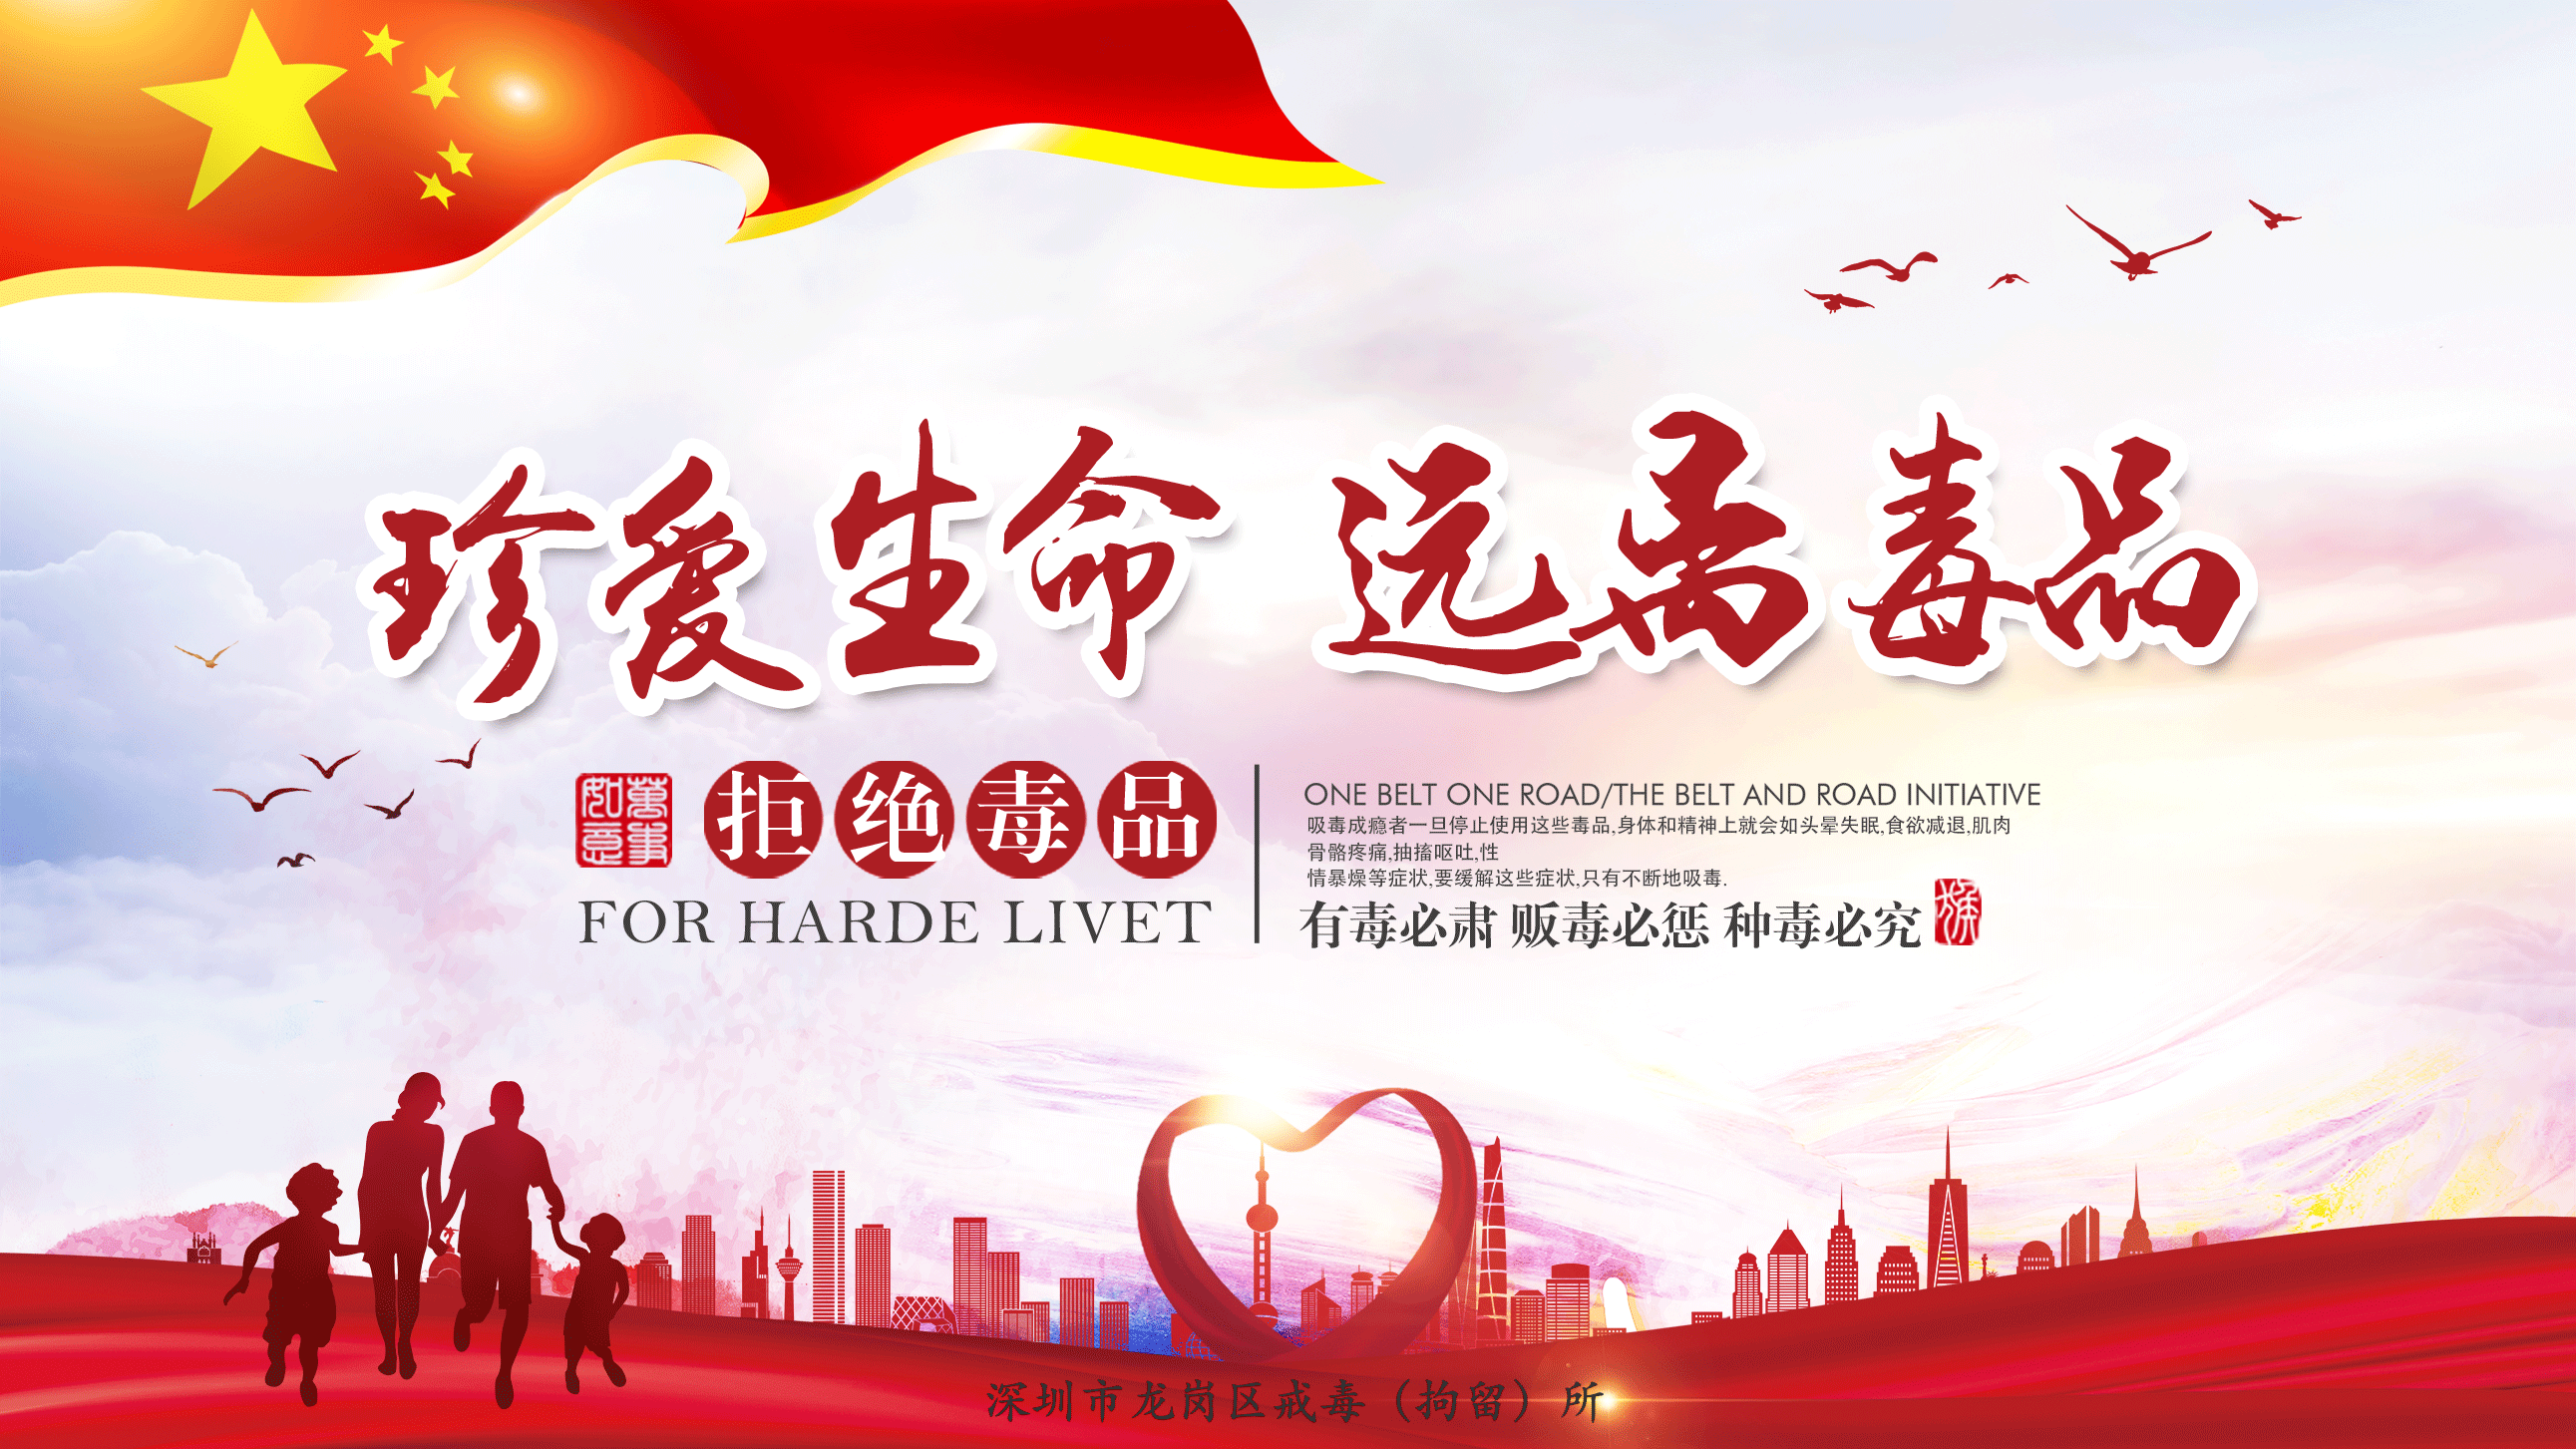 珍爱生命 远离毒品
萬事如意
拒绝毒品
FOR HARDE LIVET
ONE BELT ONE ROAD/THE BELT AND ROAD INITIATIVE
吸毒成瘾者一旦停止使用这些毒品,身体和精神上就会如头晕失眠,食欲减退,肌肉
骨骼疼痛,抽搐呕吐,性
情暴燥等症状,要缓解这些症状,只有不断地吸毒.
有毒必肃 贩毒必惩 种毒必究
深圳市龙岗区戒毒（拘留）所